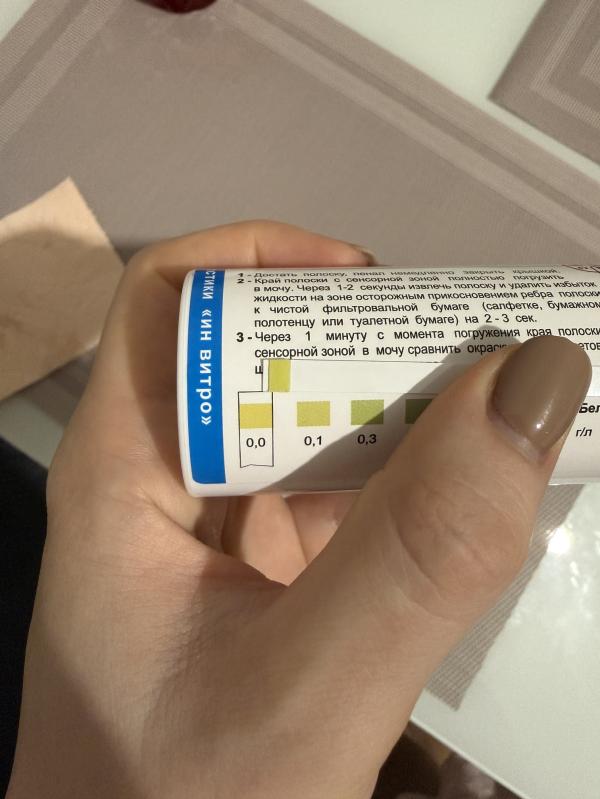 СТИКИ «ИН ВИТРО»
1 - Достать полоску, пенал немедленно закрыть крышкой.
2 - Край полоски с сенсорной зоной полностью погрузить
в мочу. Через 1-2 секунды извлечь полоску и удалить избыток
жидкости на зоне осторожным прикосновением ребра полоски
к чистой фильтровальной бумаге (салфетке, бумажном
полотенцу или туалетной бумаге) на 2 - 3 сек.
3 - Через 1 минуту с момента погружения края полоски
сенсорной зоной в мочу сравнить окрас
0,0 0,1 0,3
Бел
г/л